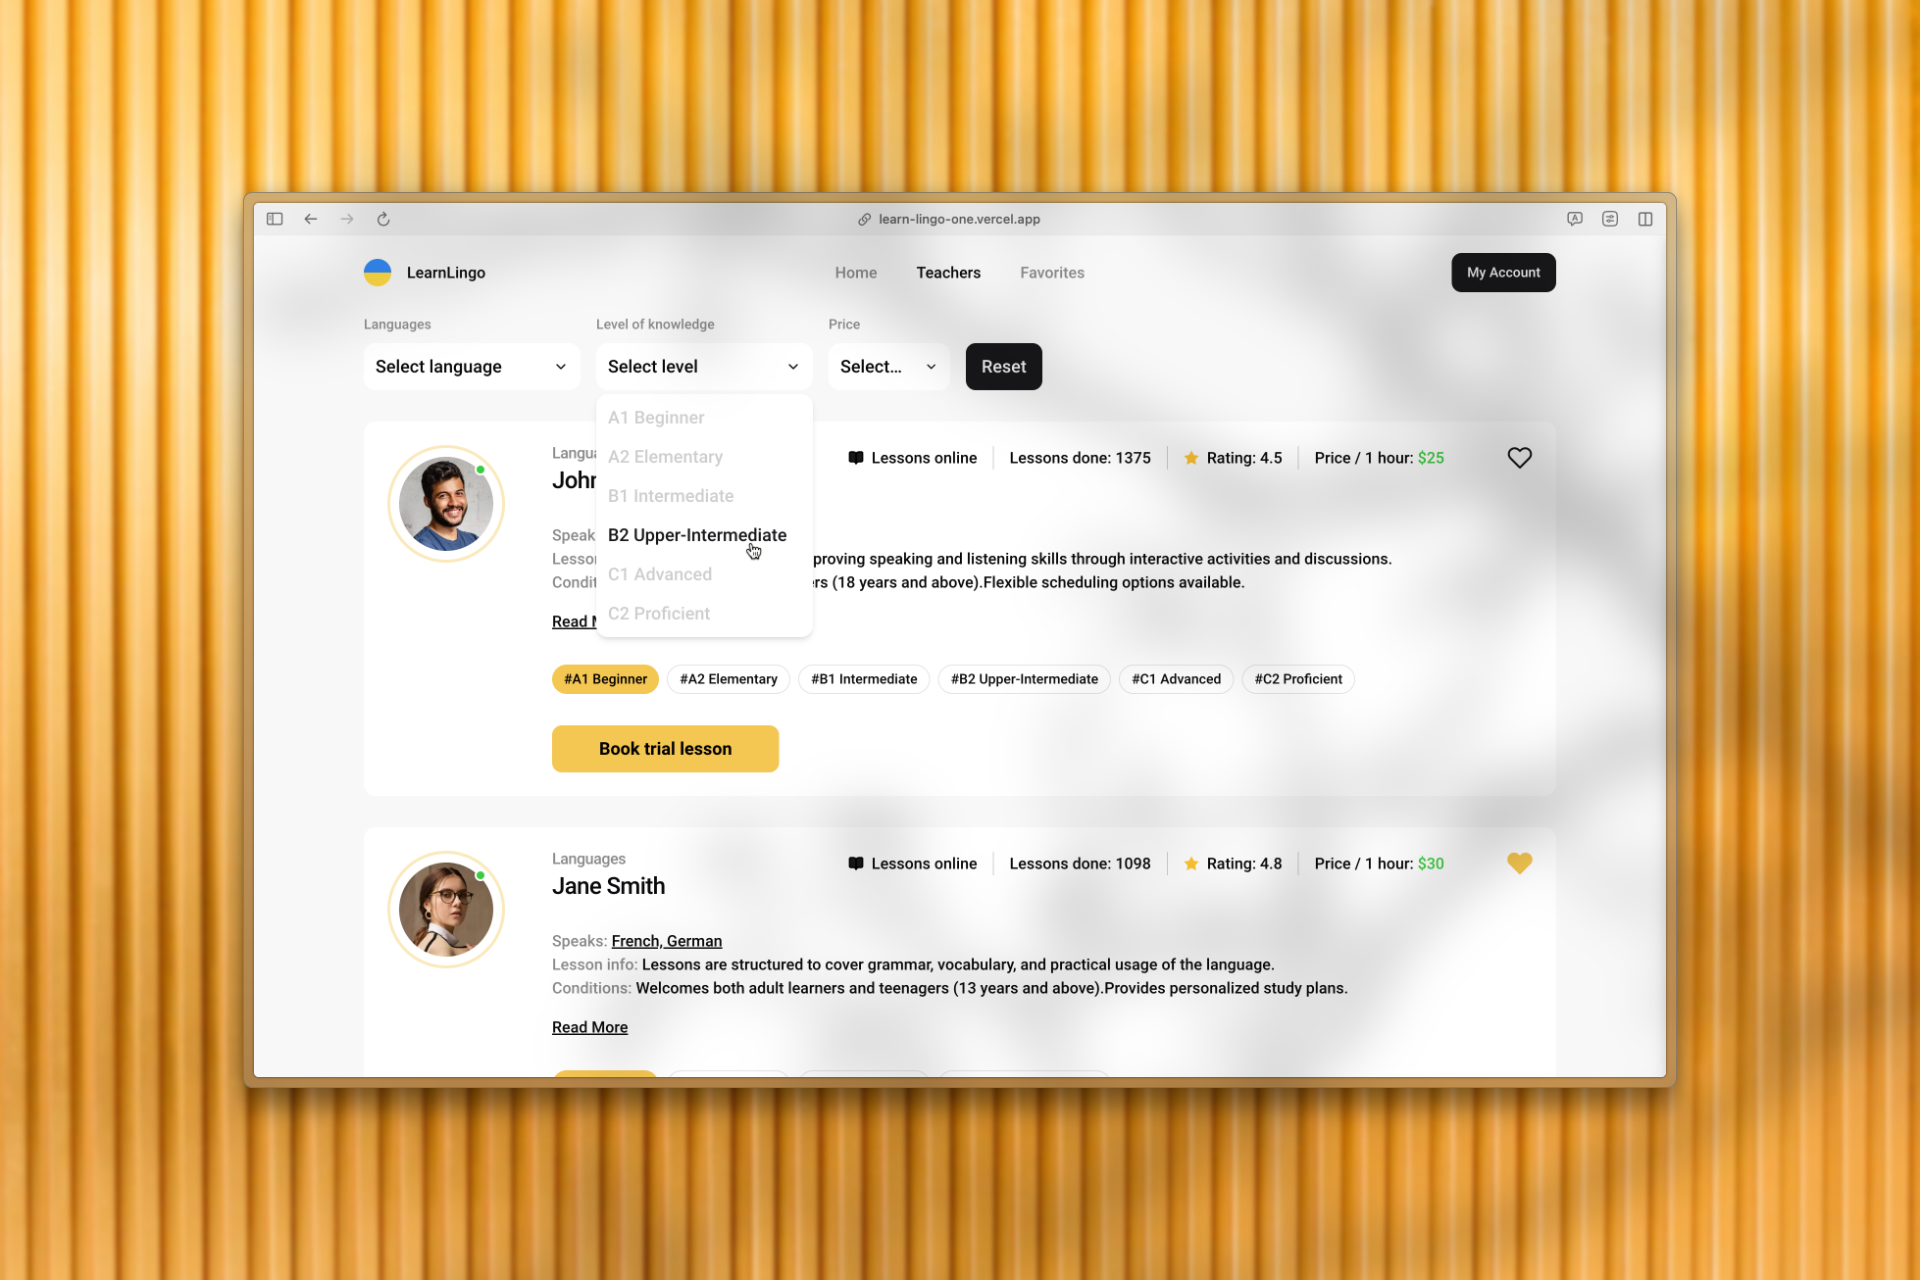 learn-lingo-one.vercel.app
LearnLingo
Home Teachers Favorites
My Account
Languages Level of knowledge Price
Select language Select level Select... Reset
A1 Beginner
A2 Elementary
B1 Intermediate
B2 Upper-Intermediate
C1 Advanced
C2 Proficient
Lessons online Lessons done: 1375 Rating: 4.5 Price / 1 hour: $25
proving speaking and listening skills through interactive activities and discussions.
(18 years and above).Flexible scheduling options available.
Read
#A1 Beginner #A2 Elementary #B1 Intermediate #B2 Upper-Intermediate #C1 Advanced #C2 Proficient
Book trial lesson
Languages Lessons online Lessons done: 1098 Rating: 4.8 Price / 1 hour: $30
Jane Smith
Speaks: French, German
Lesson info: Lessons are structured to cover grammar, vocabulary, and practical usage of the language.
Conditions: Welcomes both adult learners and teenagers (13 years and above).Provides personalized study plans.
Read More